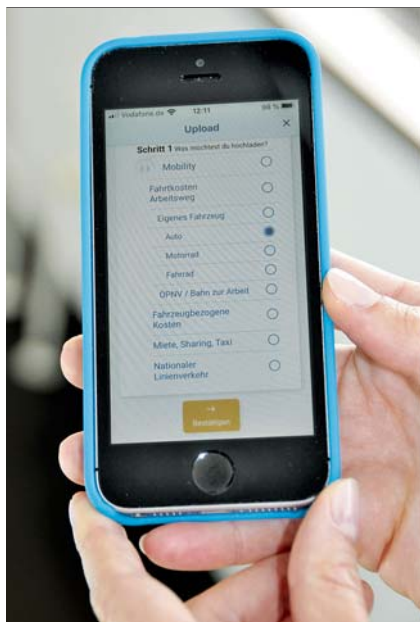 Vodafone.de 12:11 98 %
Upload ×
Schritt 1 Was möchtest du hochladen?
Mobility
Fahrtkosten
Arbeitsweg
Eigenes Fahrzeug
Auto
Motorrad
Fahrrad
ÖPNV / Bahn zur Arbeit
Fahrzeugbezogene
Kosten
Miete, Sharing, Taxi
Nationaler
Linienverkehr
→
Bestätigen